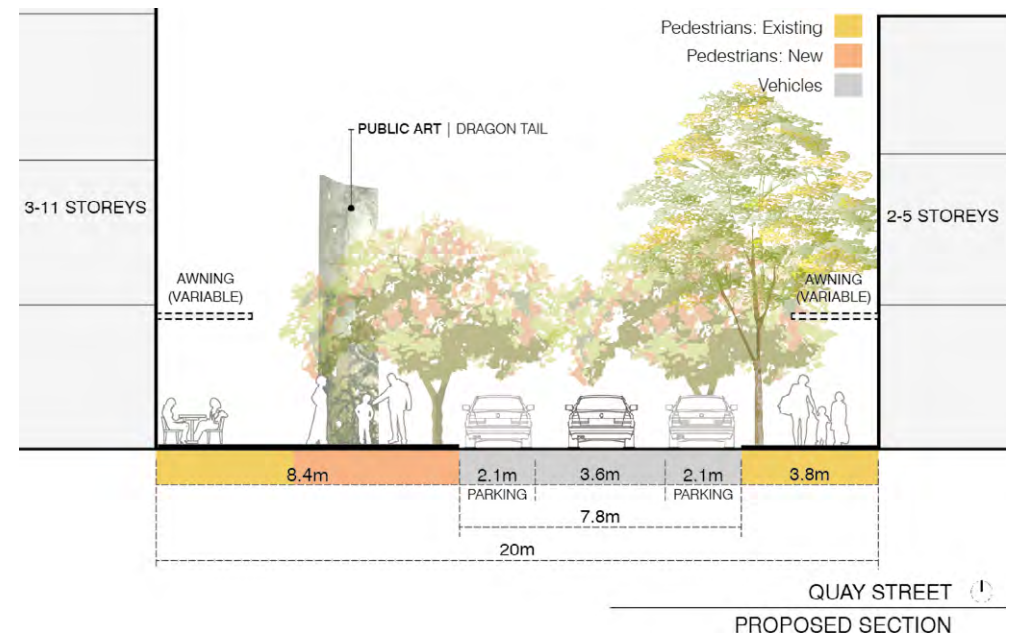 Pedestrians: Existing
Pedestrians: New
Vehicles
PUBLIC ART | DRAGON TAIL
3-11 STOREYS
2-5 STOREYS
AWNING
(VARIABLE)
AWNING
(VARIABLE)
8.4m
2.1m
3.6m
2.1m
3.8m
PARKING
PARKING
7.8m
20m
QUAY STREET
PROPOSED SECTION